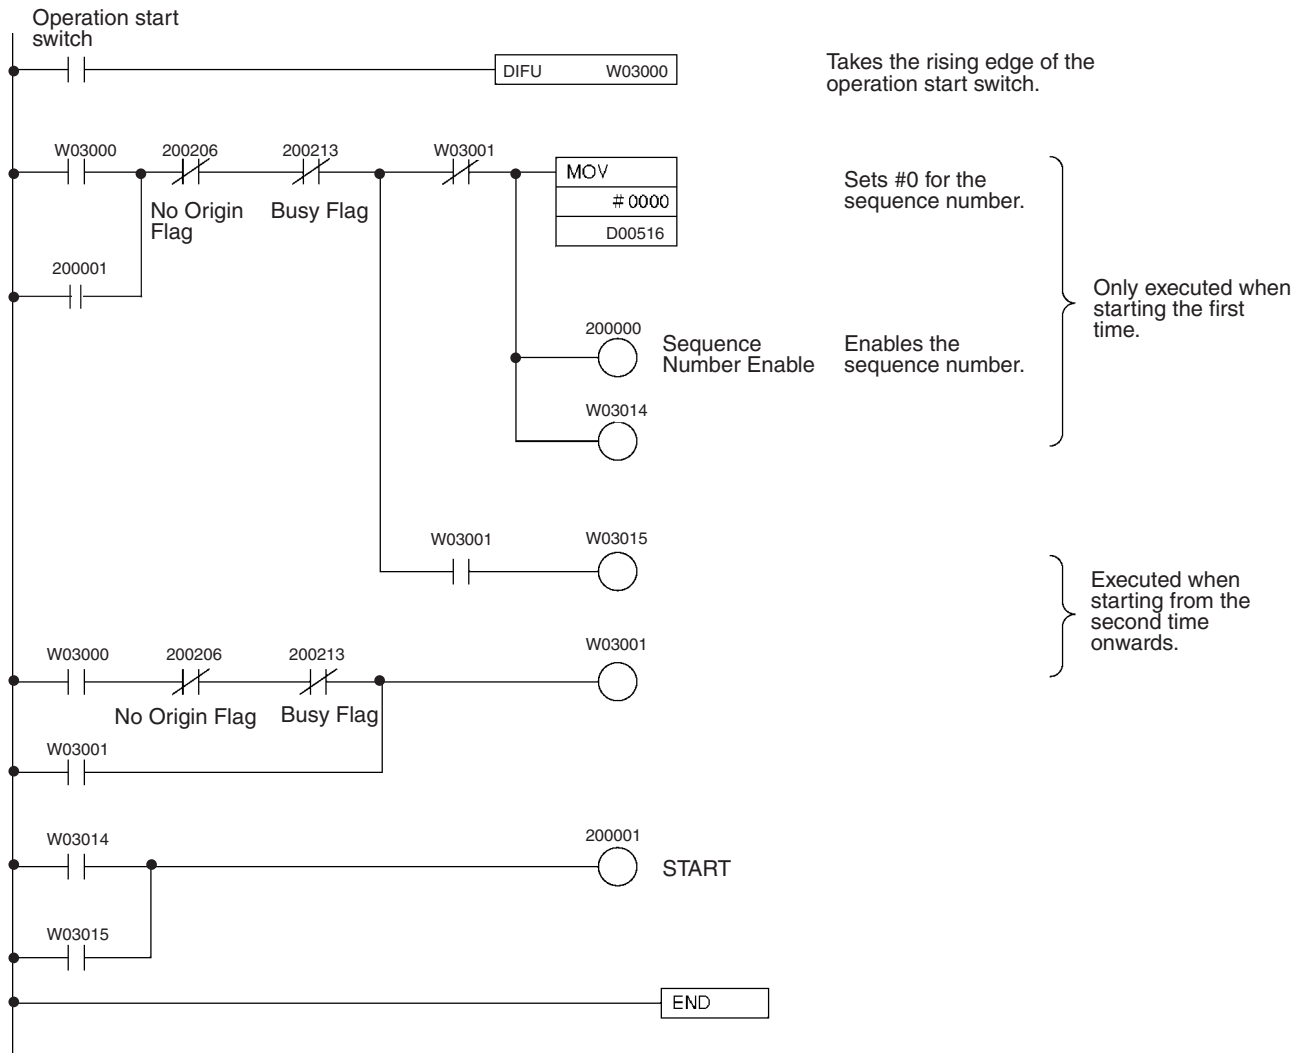 Operation start
switch
DIFU W03000
Takes the rising edge of the
operation start switch.
W03000 200206 200213 W03001
MOV
# 0000
D00516
No Origin
Flag
Busy Flag
Sets #0 for the
sequence number.
200001
Only executed when
starting the first
time.
200000
Sequence
Number Enable
Enables the
sequence number.
W03014
W03001 W03015
Executed when
starting from the
second time
onwards.
W03000 200206 200213 W03001
No Origin Flag Busy Flag
W03001
W03014 200001
START
W03015
END